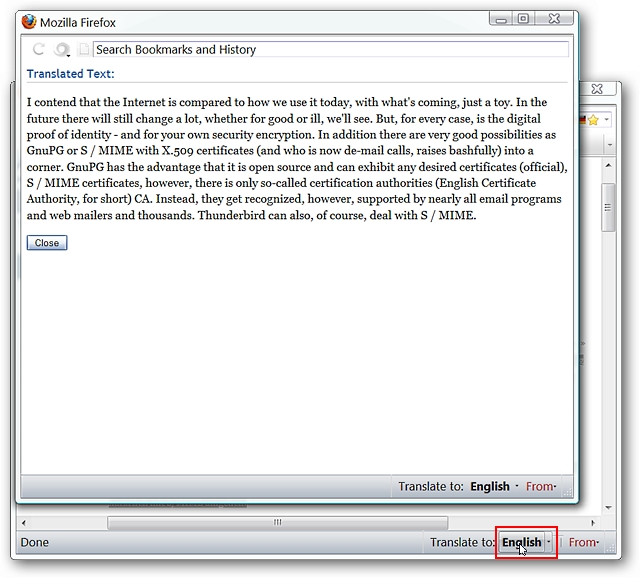 Mozilla Firefox
Search Bookmarks and History
Translated Text:
I contend that the Internet is compared to how we use it today, with what's coming, just a toy. In the
future there will still change a lot, whether for good or ill, we'll see. But, for every case, is the digital
proof of identity - and for your own security encryption. In addition there are very good possibilities as
GnuPG or S / MIME with X.509 certificates (and who is now de-mail calls, raises bashfully) into a
corner. GnuPG has the advantage that it is open source and can exhibit any desired certificates (official),
S / MIME certificates, however, there is only so-called certification authorities (English Certificate
Authority, for short) CA. Instead, they get recognized, however, supported by nearly all email programs
and web mailers and thousands. Thunderbird can also, of course, deal with S / MIME.
Close
Translate to: English From
Done Translate to: English From